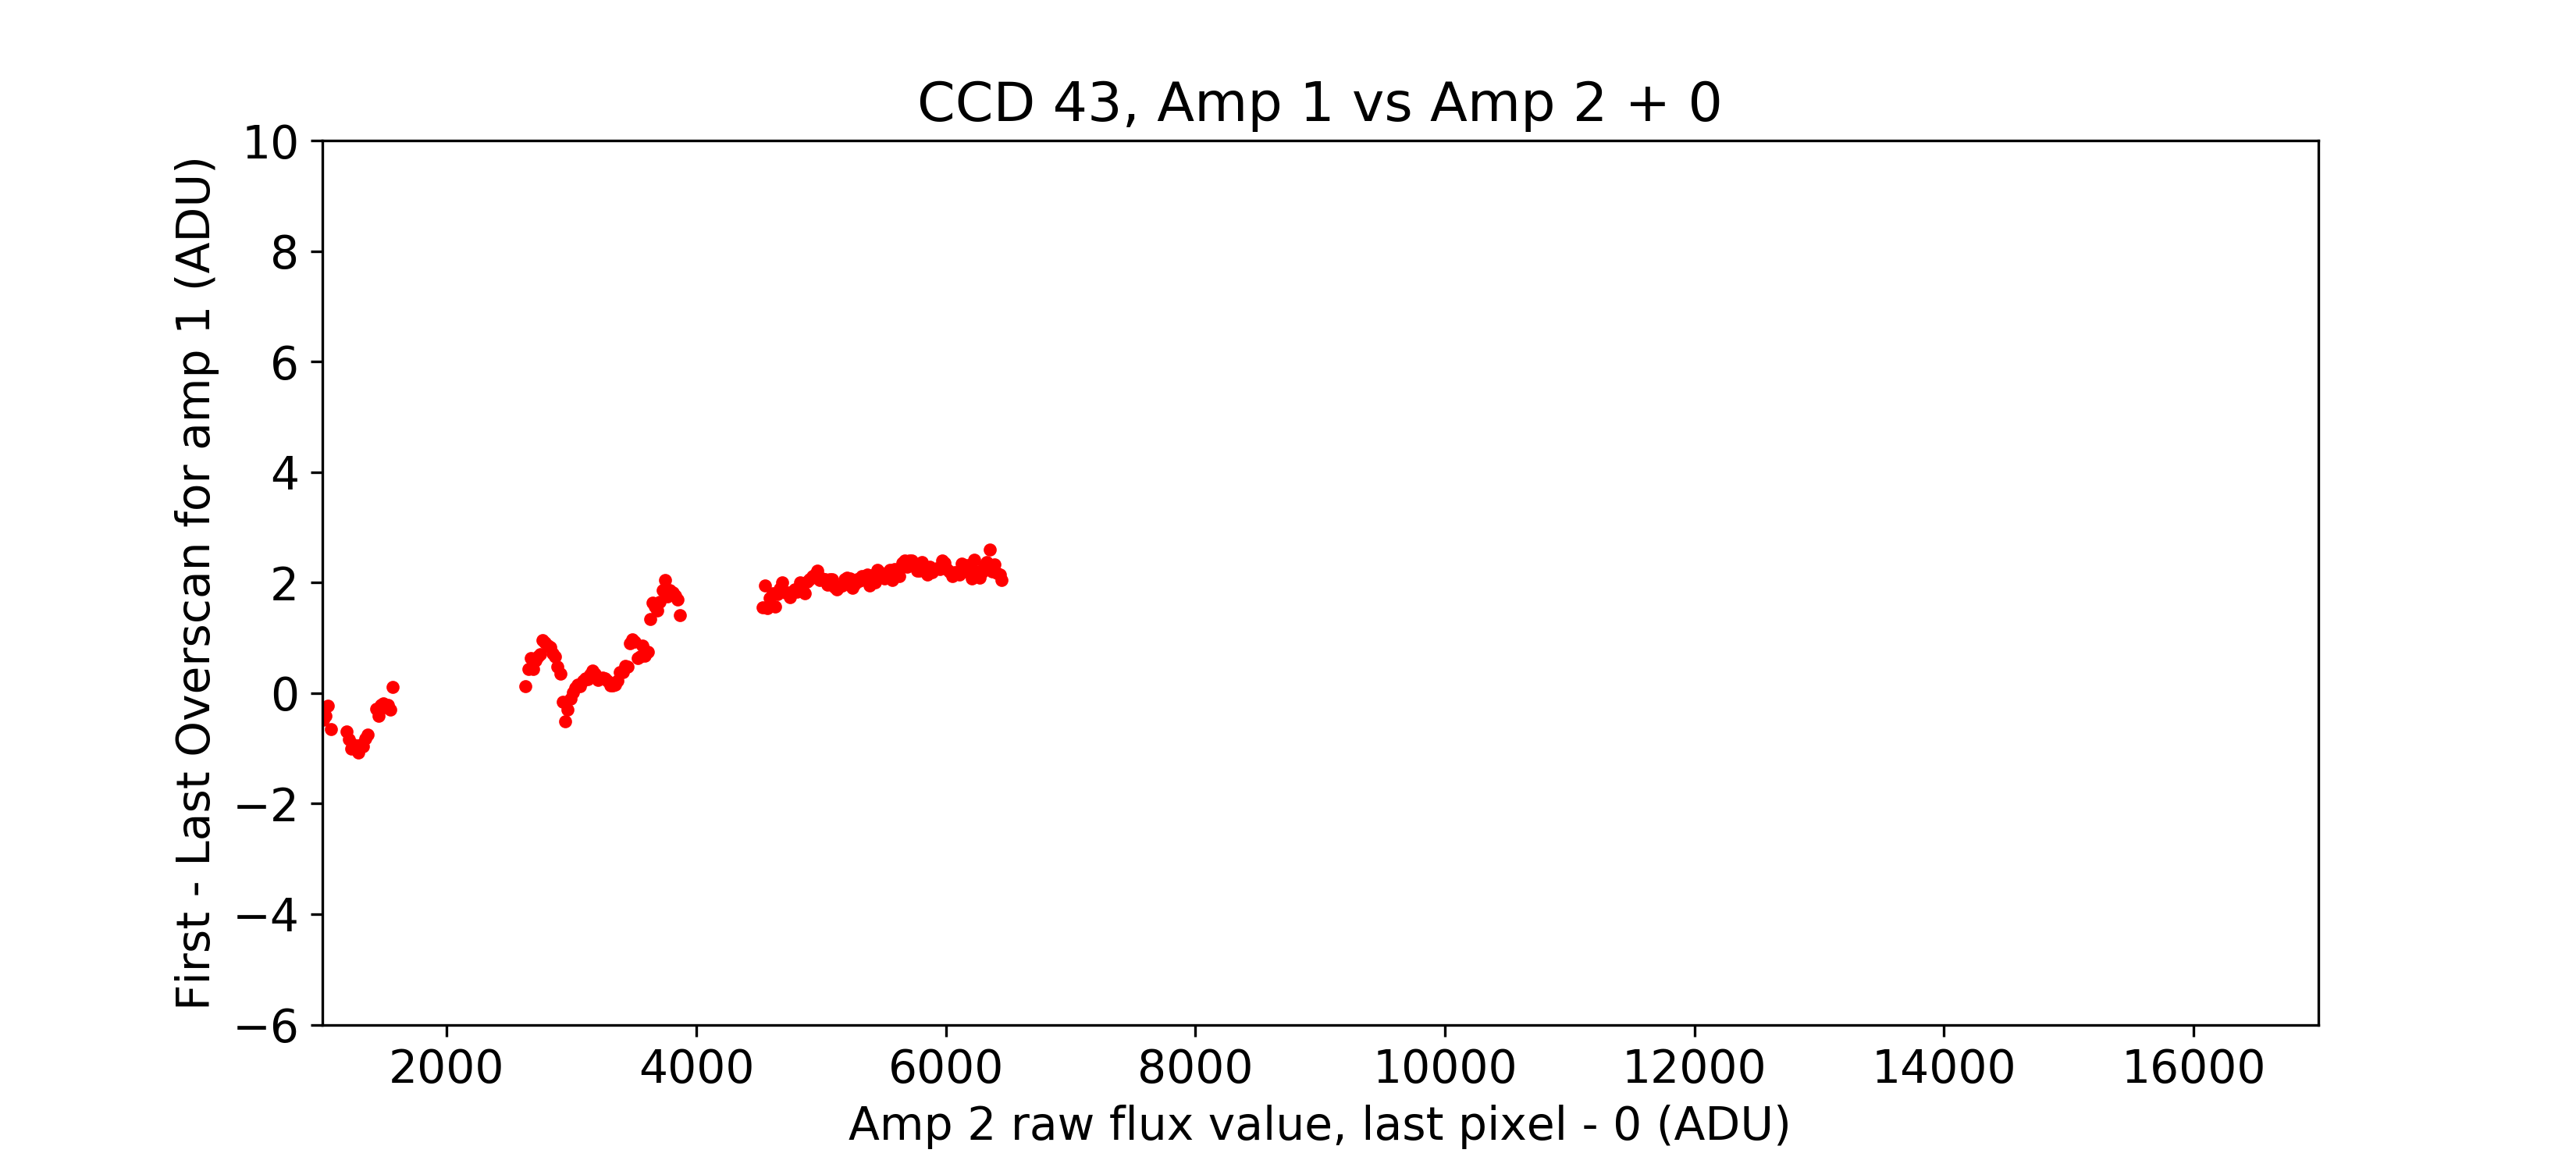 CCD 43, Amp 1 vs Amp 2 + 0
First - Last Overscan for amp 1 (ADU)
10
8
6
4
2
0
−2
−4
−6
2000 4000 6000 8000 10000 12000 14000 16000
Amp 2 raw flux value, last pixel - 0 (ADU)